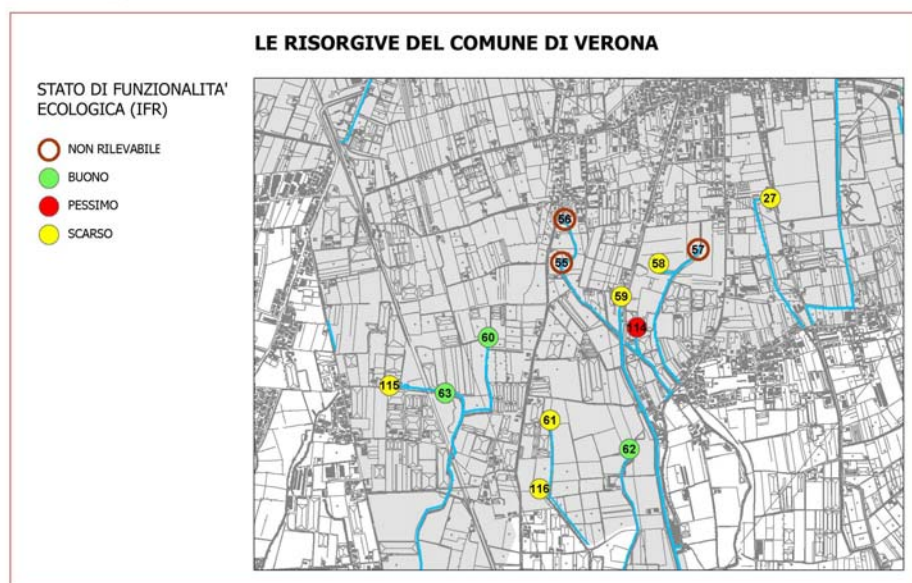 LE RISORGIVE DEL COMUNE DI VERONA
STATO DI FUNZIONALITA'
ECOLOGICA (IFR)
NON RILEVABILE
BUONO
PESSIMO
SCARSO
27
56
57
55
58
59
114
60
115
63
61
62
116